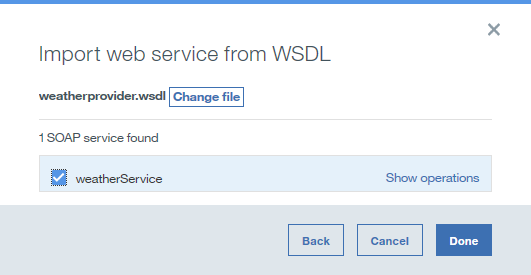 Import web service from WSDL
weatherprovider.wsdl Change file
1 SOAP service found
weatherService Show operations
Back Cancel Done